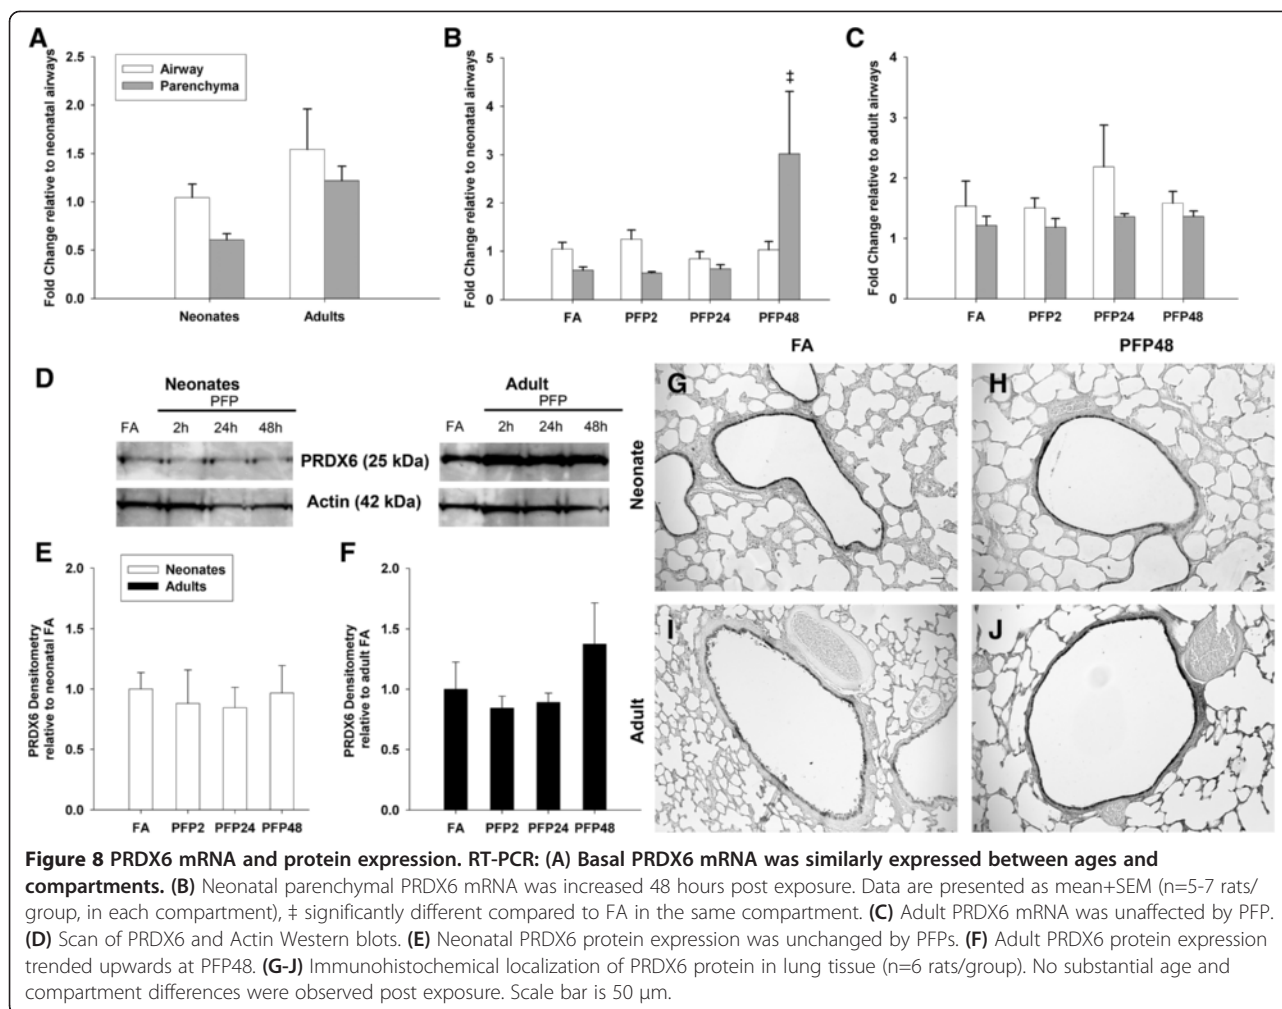 A
B
C
Fold Change relative to neonatal airways
2.5
2.0
1.5
1.0
0.5
0.0
Airway
Parenchyma
Neonates
Adults
Fold Change relative to neonatal airways
5
4
3
2
1
0
‡
FA
PFP2
PFP24
PFP48
Fold Change relative to adult airways
4
3
2
1
0
FA
PFP2
PFP24
PFP48
D
Neonates
PFP
FA
2h
24h
48h
PRDX6 (25 kDa)
Actin (42 kDa)
Adult
PFP
FA
2h
24h
48h
E
PRDX6 Densitometry
relative to neonatal FA
2.0
1.5
1.0
0.5
0.0
Neonates
Adults
FA
PFP2
PFP24
PFP48
F
PRDX6 Densitometry
relative to adult FA
2.0
1.5
1.0
0.5
0.0
FA
PFP2
PFP24
PFP48
FA
PFP48
Neonate
G
H
Adult
I
J
Figure 8 PRDX6 mRNA and protein expression. RT-PCR: (A) Basal PRDX6 mRNA was similarly expressed between ages and
compartments. (B) Neonatal parenchymal PRDX6 mRNA was increased 48 hours post exposure. Data are presented as mean+SEM (n=5-7 rats/
group, in each compartment), ‡ significantly different compared to FA in the same compartment. (C) Adult PRDX6 mRNA was unaffected by PFP.
(D) Scan of PRDX6 and Actin Western blots. (E) Neonatal PRDX6 protein expression was unchanged by PFPs. (F) Adult PRDX6 protein expression
trended upwards at PFP48. (G-J) Immunohistochemical localization of PRDX6 protein in lung tissue (n=6 rats/group). No substantial age and
compartment differences were observed post exposure. Scale bar is 50 μm.